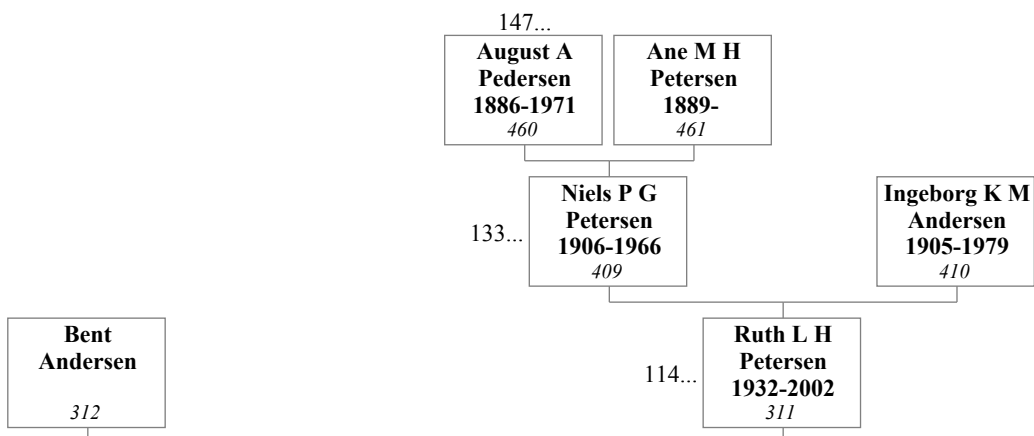 147...
August A
Pedersen
1886-1971
460
Ane M H
Petersen
1889-
461
133...
Niels P G
Petersen
1906-1966
409
Ingeborg K M
Andersen
1905-1979
410
Bent
Andersen
312
114...
Ruth L H
Petersen
1932-2002
311